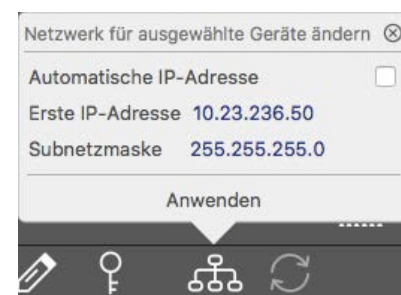 Netzwerk für ausgewählte Geräte ändern
Automatische IP-Adresse
Erste IP-Adresse 10.23.236.50
Subnetzmaske 255.255.255.0
Anwenden